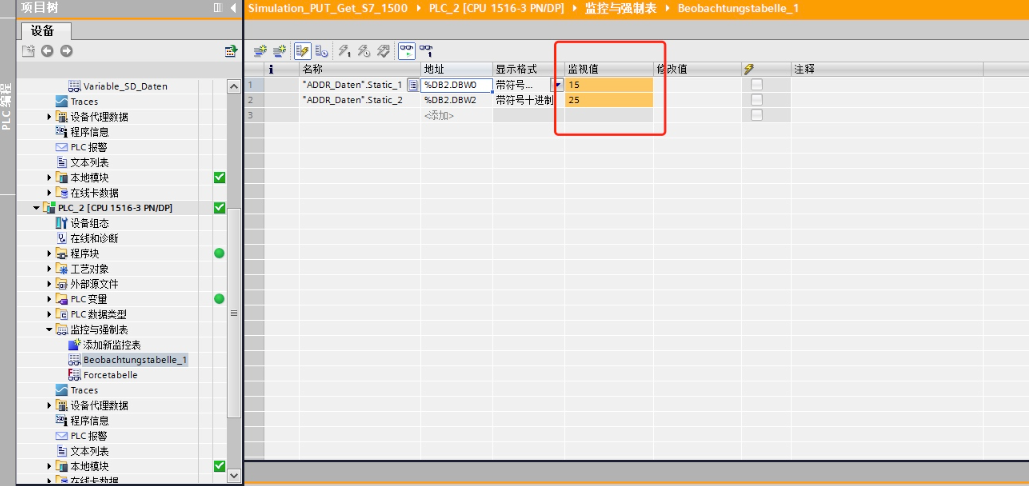 项目树
Simulation_PUT_Get_S7_1500 ▸ PLC_2 [CPU 1516-3 PN/DP] ▸ 监控与强制表 ▸ Beobachtungstabelle_1
设备
PLC 编程
Variable_SD_Daten
Traces
设备代理数据
程序信息
PLC 报警
文本列表
本地模块
在线卡数据
PLC_2 [CPU 1516-3 PN/DP]
设备组态
在线和诊断
程序块
工艺对象
外部源文件
PLC 变量
PLC 数据类型
监控与强制表
添加新监控表
Beobachtungstabelle_1
Forcetabelle
Traces
设备代理数据
程序信息
PLC 报警
文本列表
本地模块
在线卡数据
i 名称 地址 显示格式 监视值 修改值 注释
1 "ADDR_Daten".Static_1 %DB2.DBW0 带符号... 15
2 "ADDR_Daten".Static_2 %DB2.DBW2 带符号十进制 25
3 <添加>